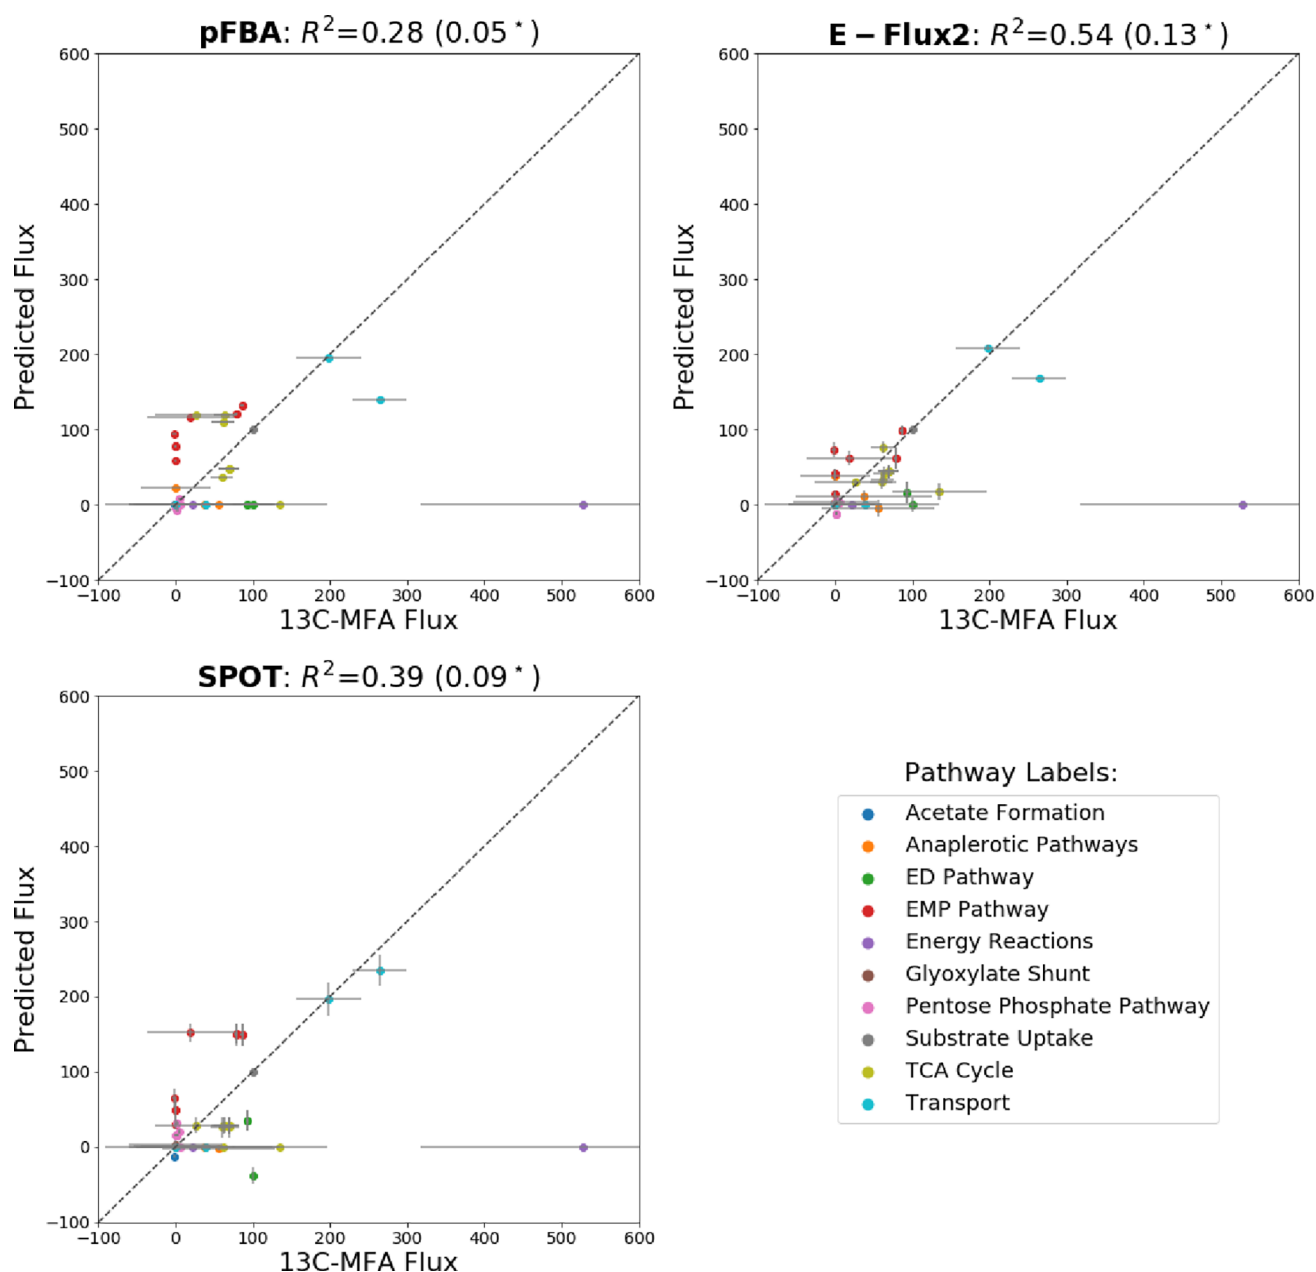 pFBA: R²=0.28 (0.05*)
600
500
400
300
200
100
0
−100
−100 0 100 200 300 400 500 600
Predicted Flux
13C-MFA Flux
E − Flux2: R²=0.54 (0.13*)
600
500
400
300
200
100
0
−100
−100 0 100 200 300 400 500 600
Predicted Flux
13C-MFA Flux
SPOT: R²=0.39 (0.09*)
600
500
400
300
200
100
0
−100
−100 0 100 200 300 400 500 600
Predicted Flux
13C-MFA Flux
Pathway Labels:
Acetate Formation
Anaplerotic Pathways
ED Pathway
EMP Pathway
Energy Reactions
Glyoxylate Shunt
Pentose Phosphate Pathway
Substrate Uptake
TCA Cycle
Transport